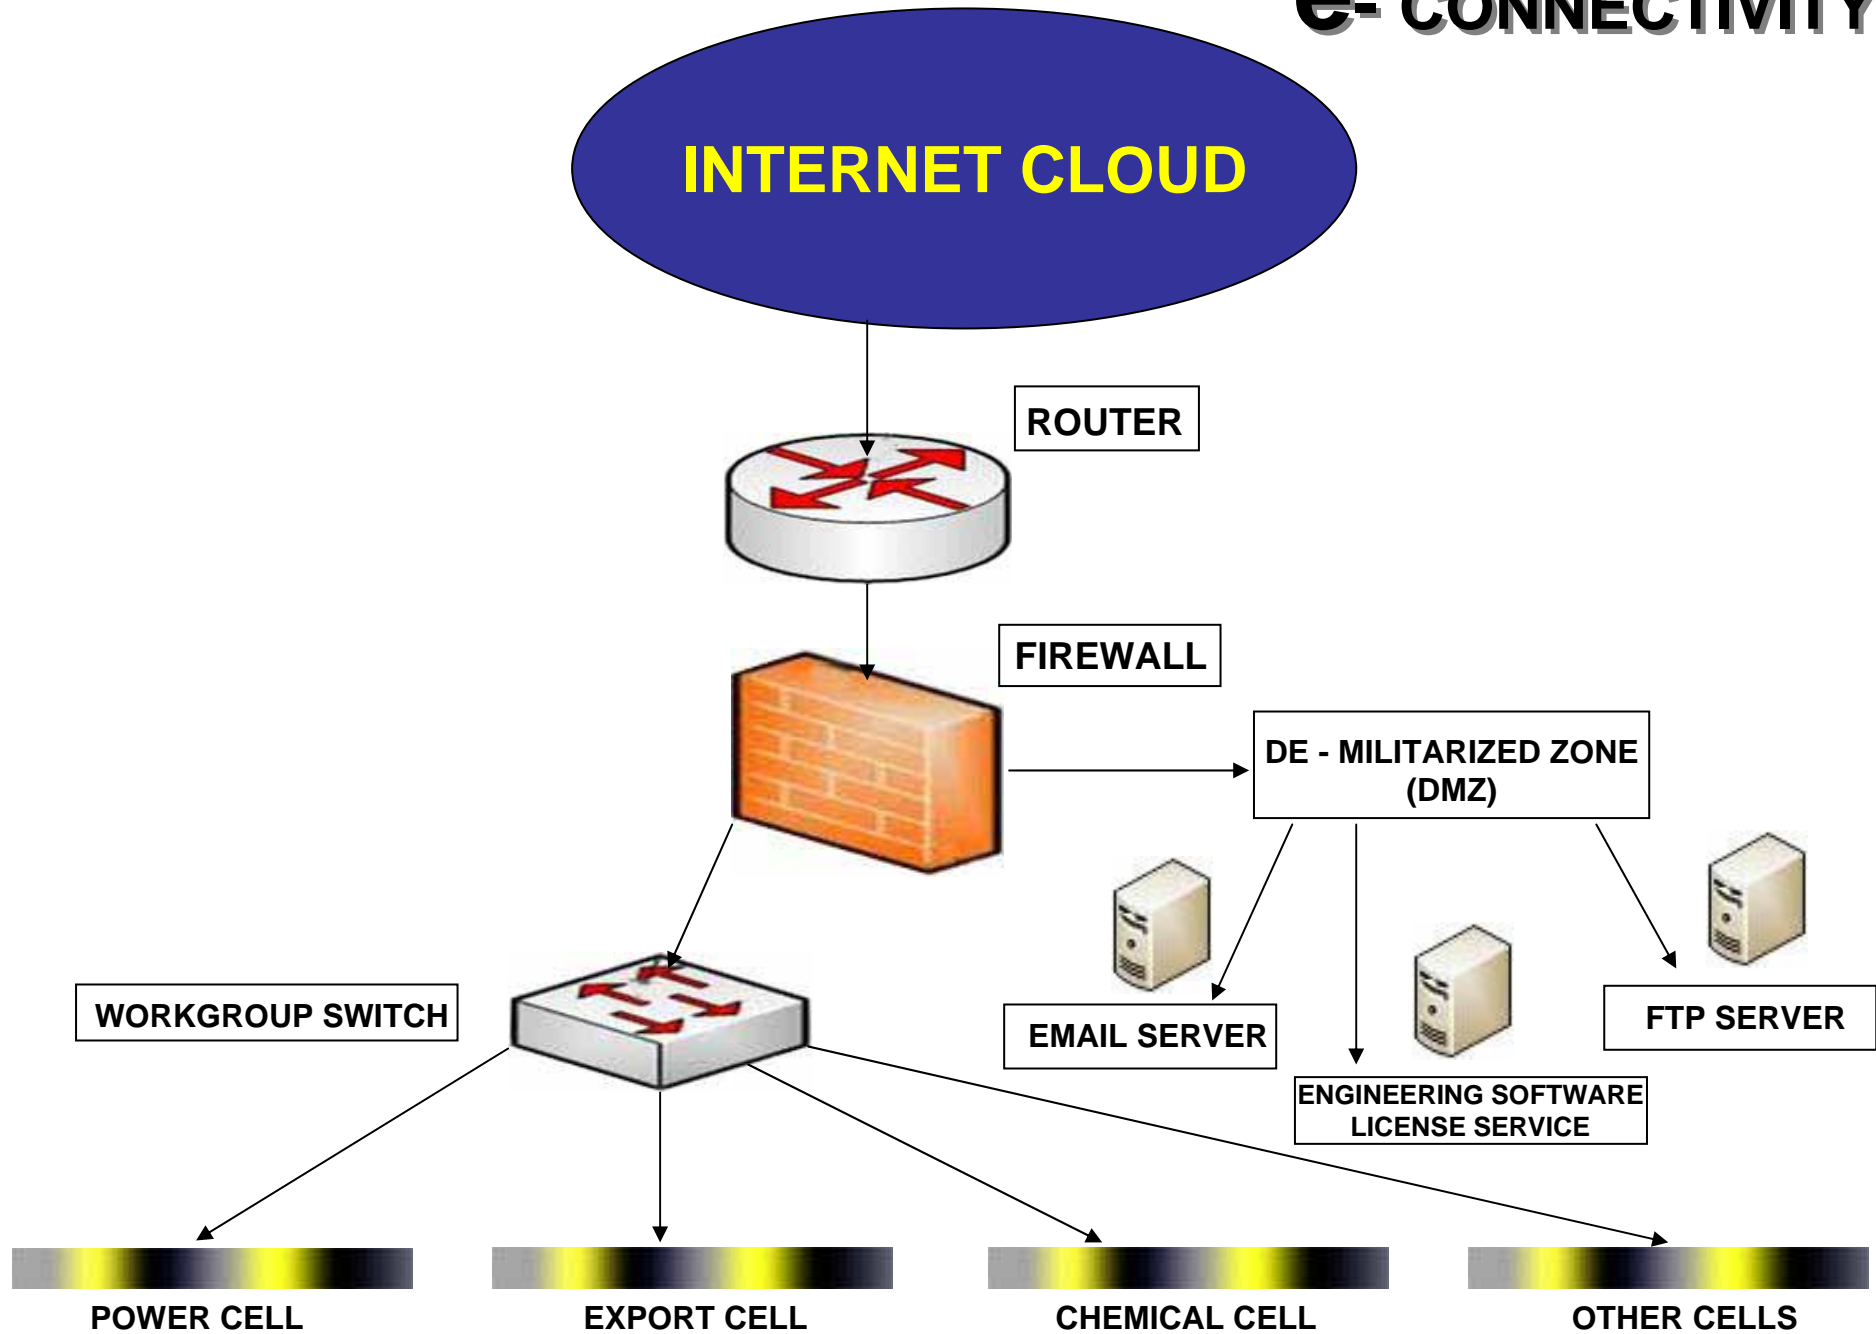 e- CONNECTIVITY
INTERNET CLOUD
ROUTER
FIREWALL
DE - MILITARIZED ZONE
(DMZ)
WORKGROUP SWITCH
EMAIL SERVER
FTP SERVER
ENGINEERING SOFTWARE
LICENSE SERVICE
POWER CELL
EXPORT CELL
CHEMICAL CELL
OTHER CELLS